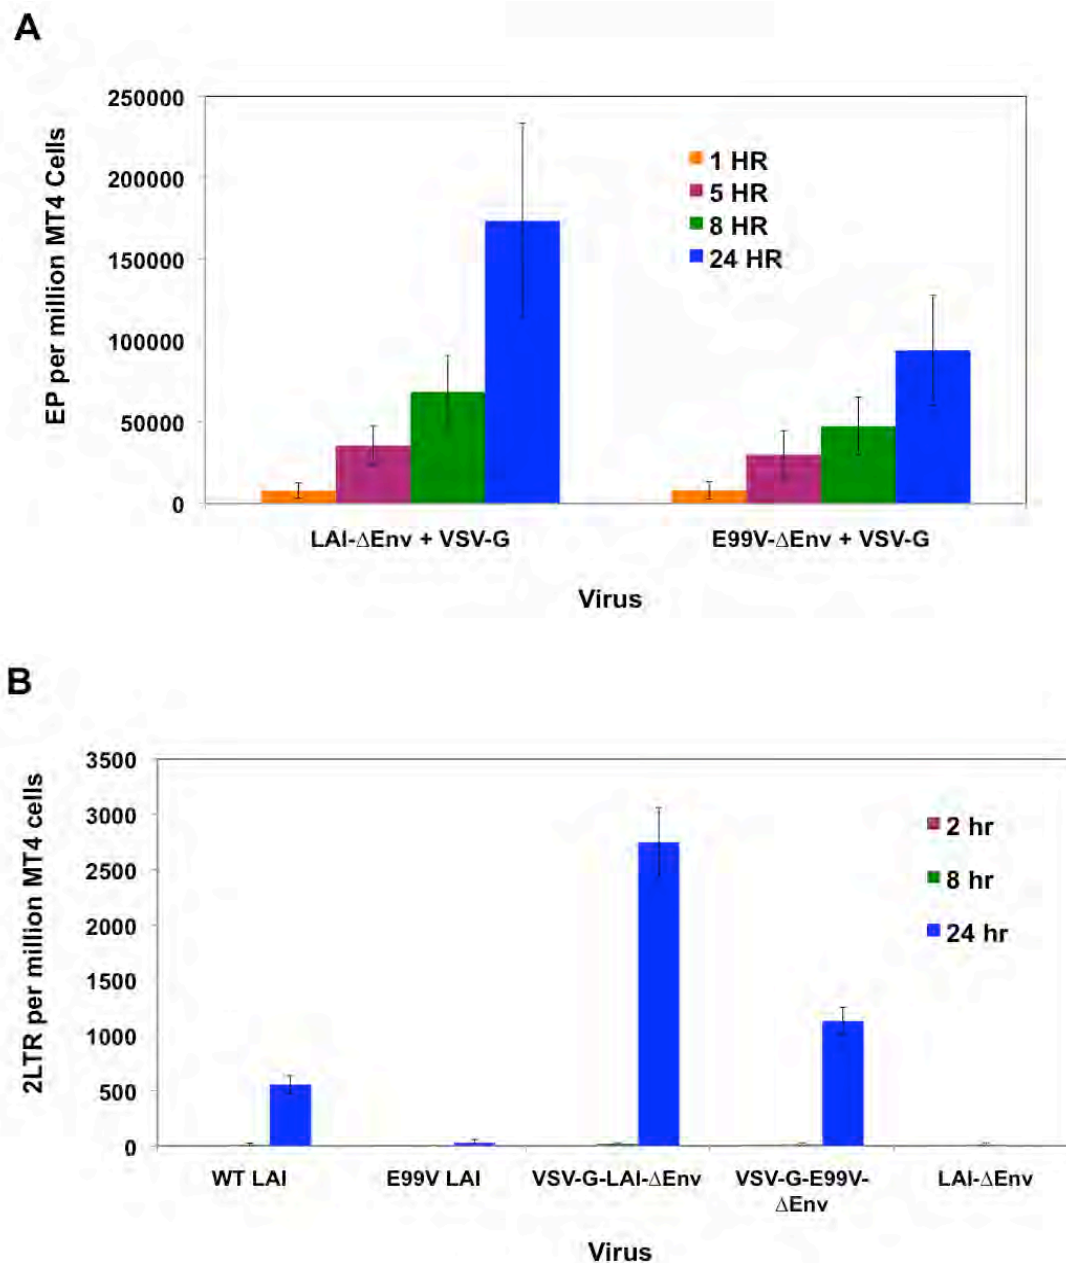 A
EP per million MT4 Cells
250000
200000
150000
100000
50000
0
1 HR
5 HR
8 HR
24 HR
LAI-ΔEnv + VSV-G
E99V-ΔEnv + VSV-G
Virus
B
2LTR per million MT4 cells
3500
3000
2500
2000
1500
1000
500
0
2 hr
8 hr
24 hr
WT LAI
E99V LAI
VSV-G-LAI-ΔEnv
VSV-G-E99V-
ΔEnv
LAI-ΔEnv
Virus